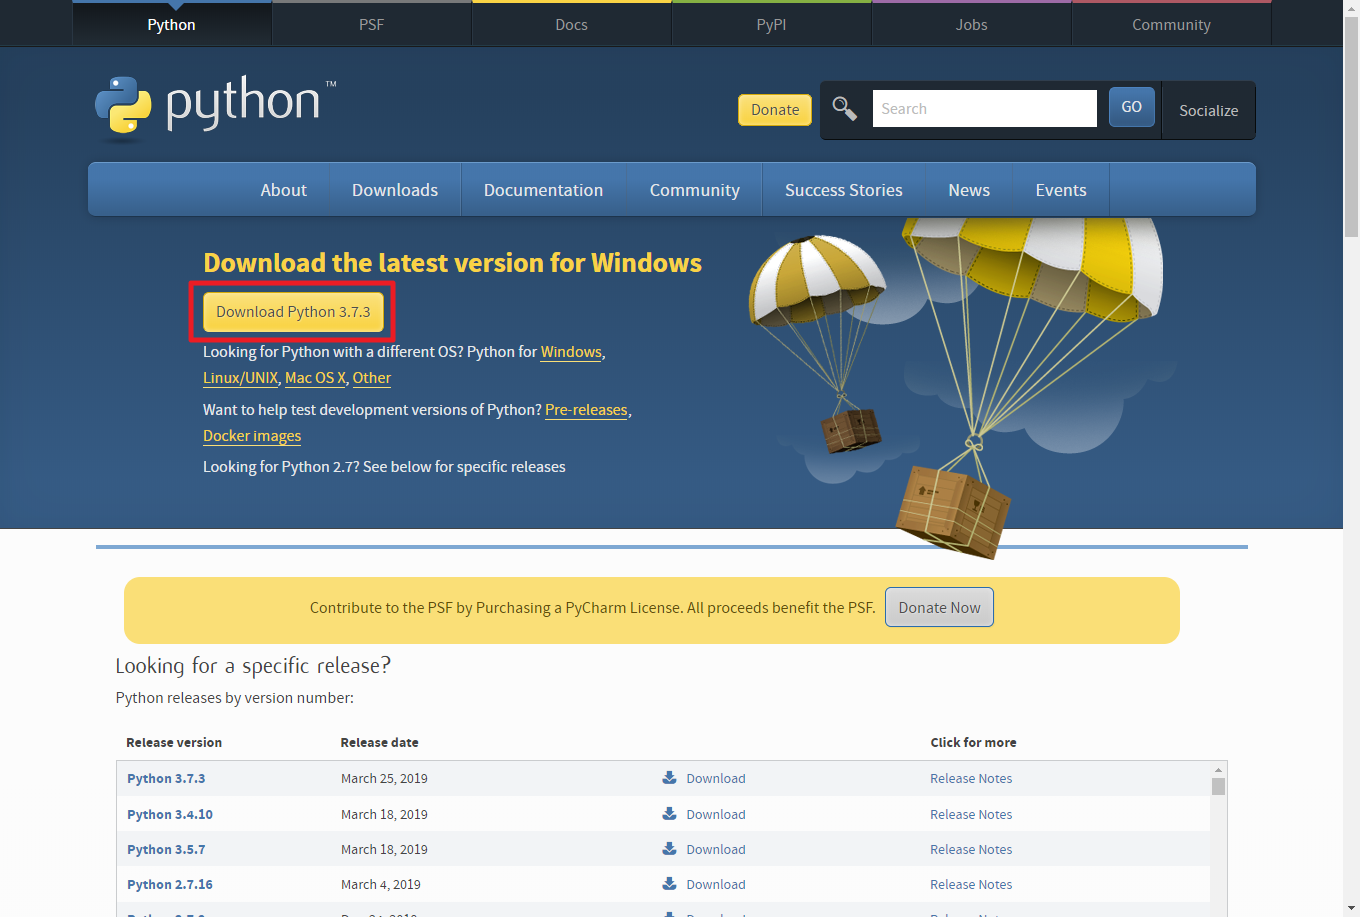 Python PSF Docs PyPI Jobs Community
python™
Donate Search GO Socialize
About Downloads Documentation Community Success Stories News Events
Download the latest version for Windows
Download Python 3.7.3
Looking for Python with a different OS? Python for Windows,
Linux/UNIX, Mac OS X, Other
Want to help test development versions of Python? Pre-releases,
Docker images
Looking for Python 2.7? See below for specific releases
Contribute to the PSF by Purchasing a PyCharm License. All proceeds benefit the PSF. Donate Now
Looking for a specific release?
Python releases by version number:
Release version Release date Click for more
Python 3.7.3 March 25, 2019 Download Release Notes
Python 3.4.10 March 18, 2019 Download Release Notes
Python 3.5.7 March 18, 2019 Download Release Notes
Python 2.7.16 March 4, 2019 Download Release Notes